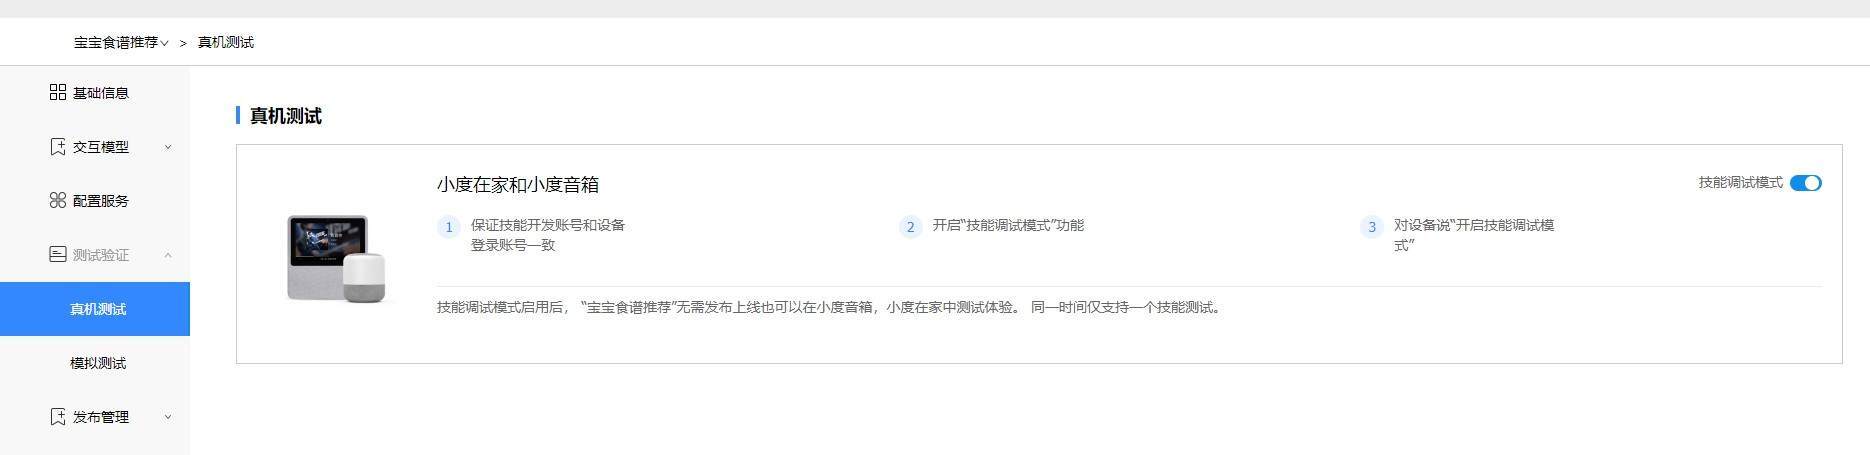 宝宝食谱推荐 > 真机测试
基础信息
交互模型
配置服务
测试验证
真机测试
模拟测试
发布管理
真机测试
小度在家和小度音箱
技能调试模式
1 保证技能开发账号和设备
登录账号一致
2 开启“技能调试模式”功能
3 对设备说“开启技能调试模
式”
技能调试模式启用后， “宝宝食谱推荐”无需发布上线也可以在小度音箱，小度在家中测试体验。 同一时间仅支持一个技能测试。